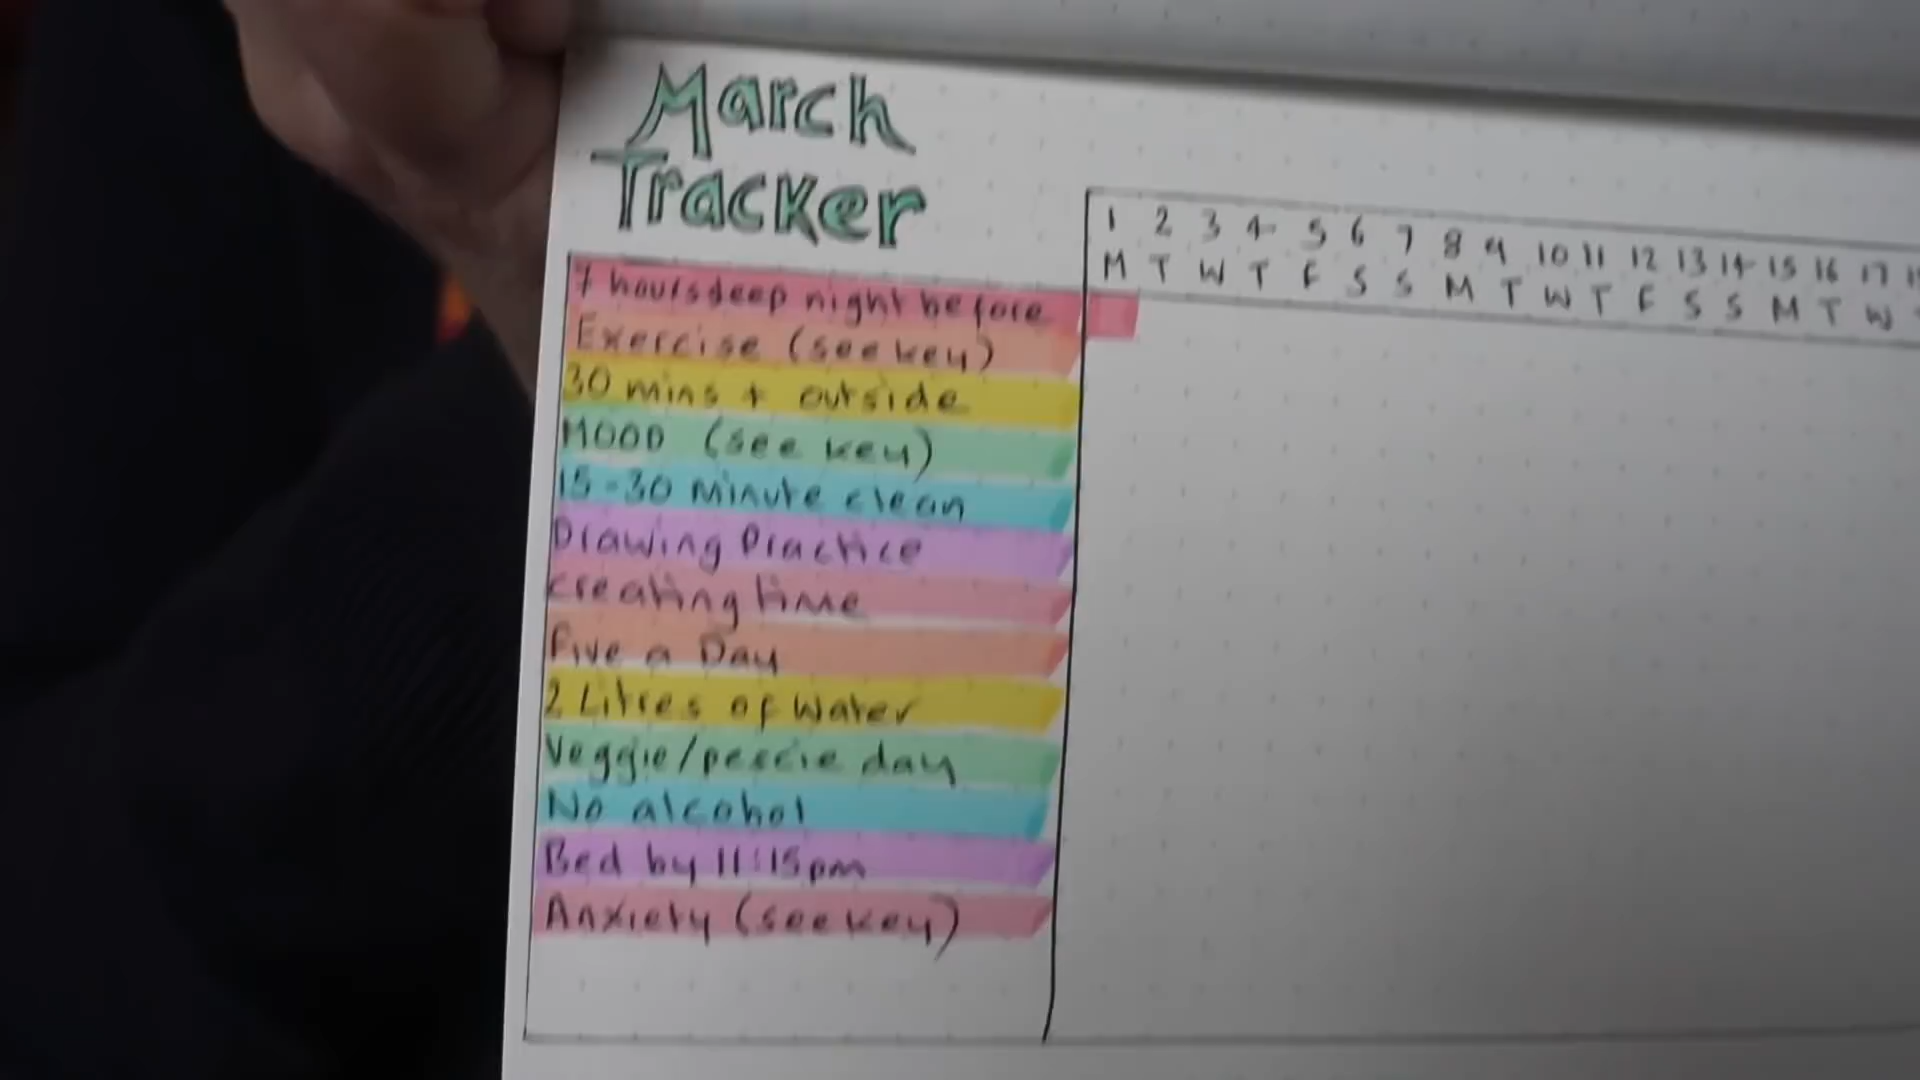 March
Tracker
1 2 3 4 5 6 7 8 9 10 11 12 13 14 15 16 17
M T W T F S S M T W T F S S M T W
7 hours sleep night before
Exercise (see key)
30 mins + outside
MOOD (see key)
15-30 minute clean
Drawing Practice
creating time
Five a Day
2 Litres of Water
Veggie/pescie day
No alcohol
Bed by 11:15pm
Anxiety (see key)